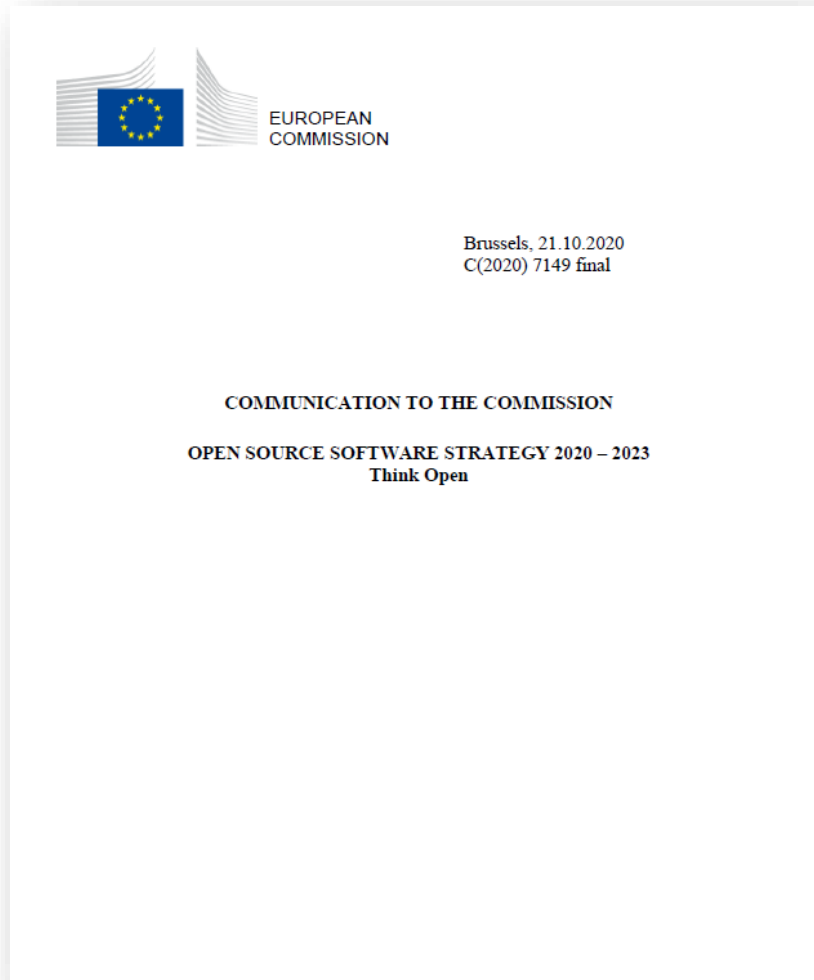 EUROPEAN
COMMISSION
Brussels, 21.10.2020
C(2020) 7149 final
COMMUNICATION TO THE COMMISSION
OPEN SOURCE SOFTWARE STRATEGY 2020 – 2023
Think Open